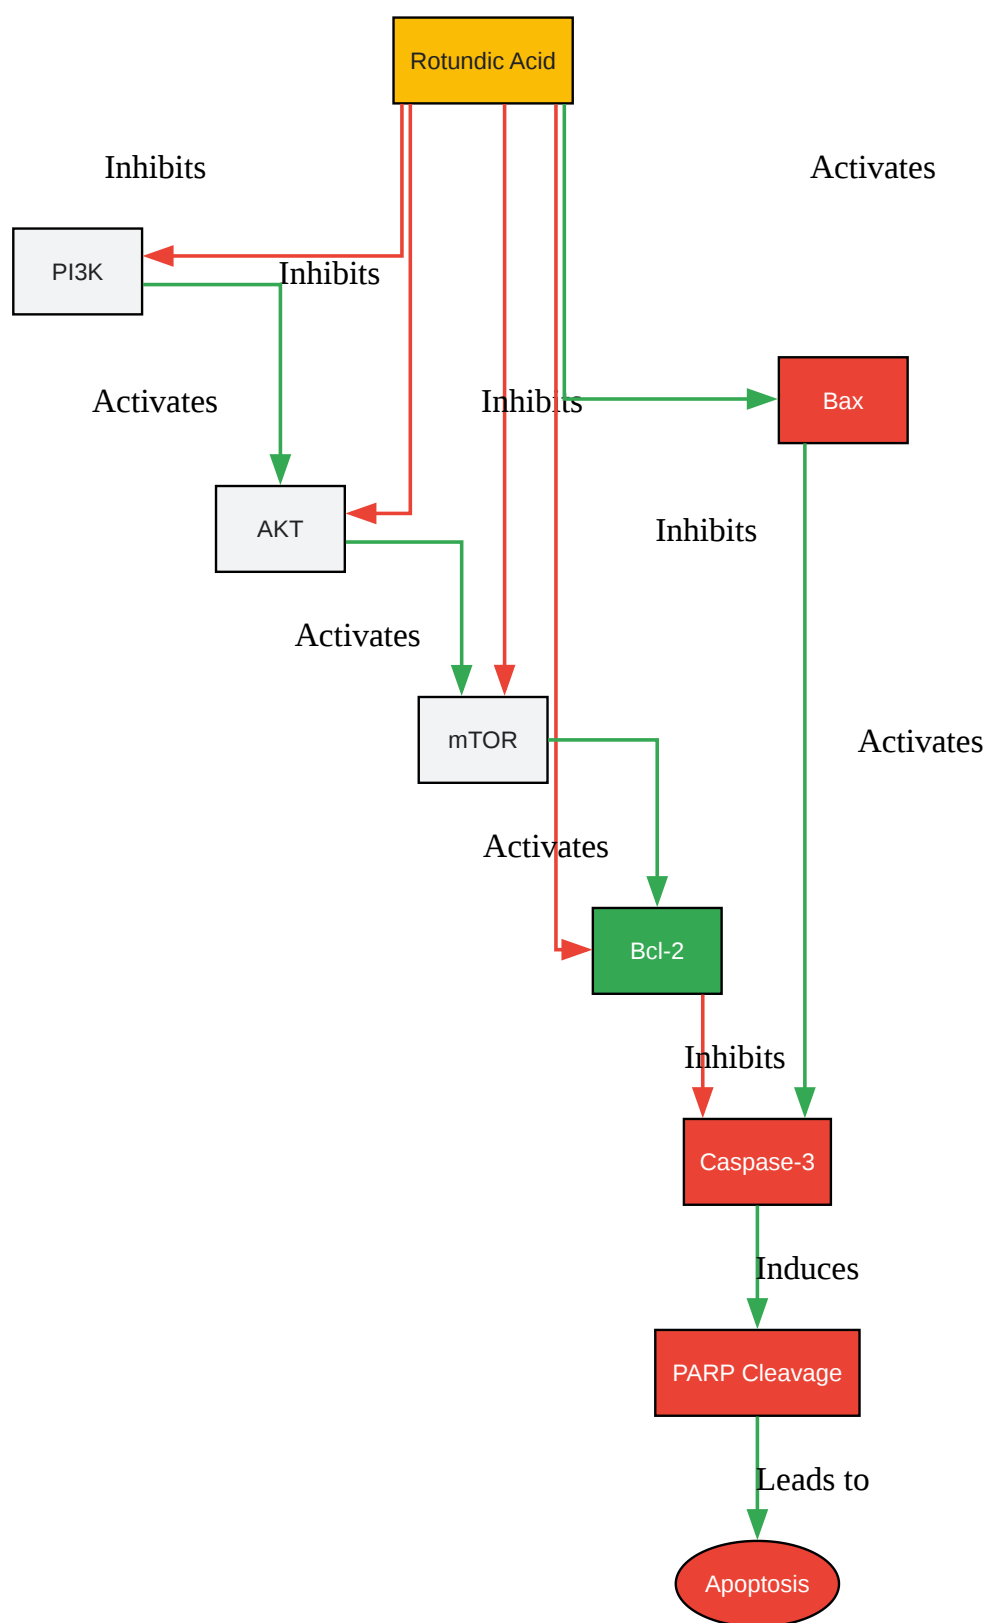 Rotundic Acid
Inhibits
Activates
PI3K
Inhibits
Activates
Inhibits
Bax
AKT
Inhibits
Activates
mTOR
Activates
Activates
Bcl-2
Inhibits
Caspase-3
Induces
PARP Cleavage
Leads to
Apoptosis